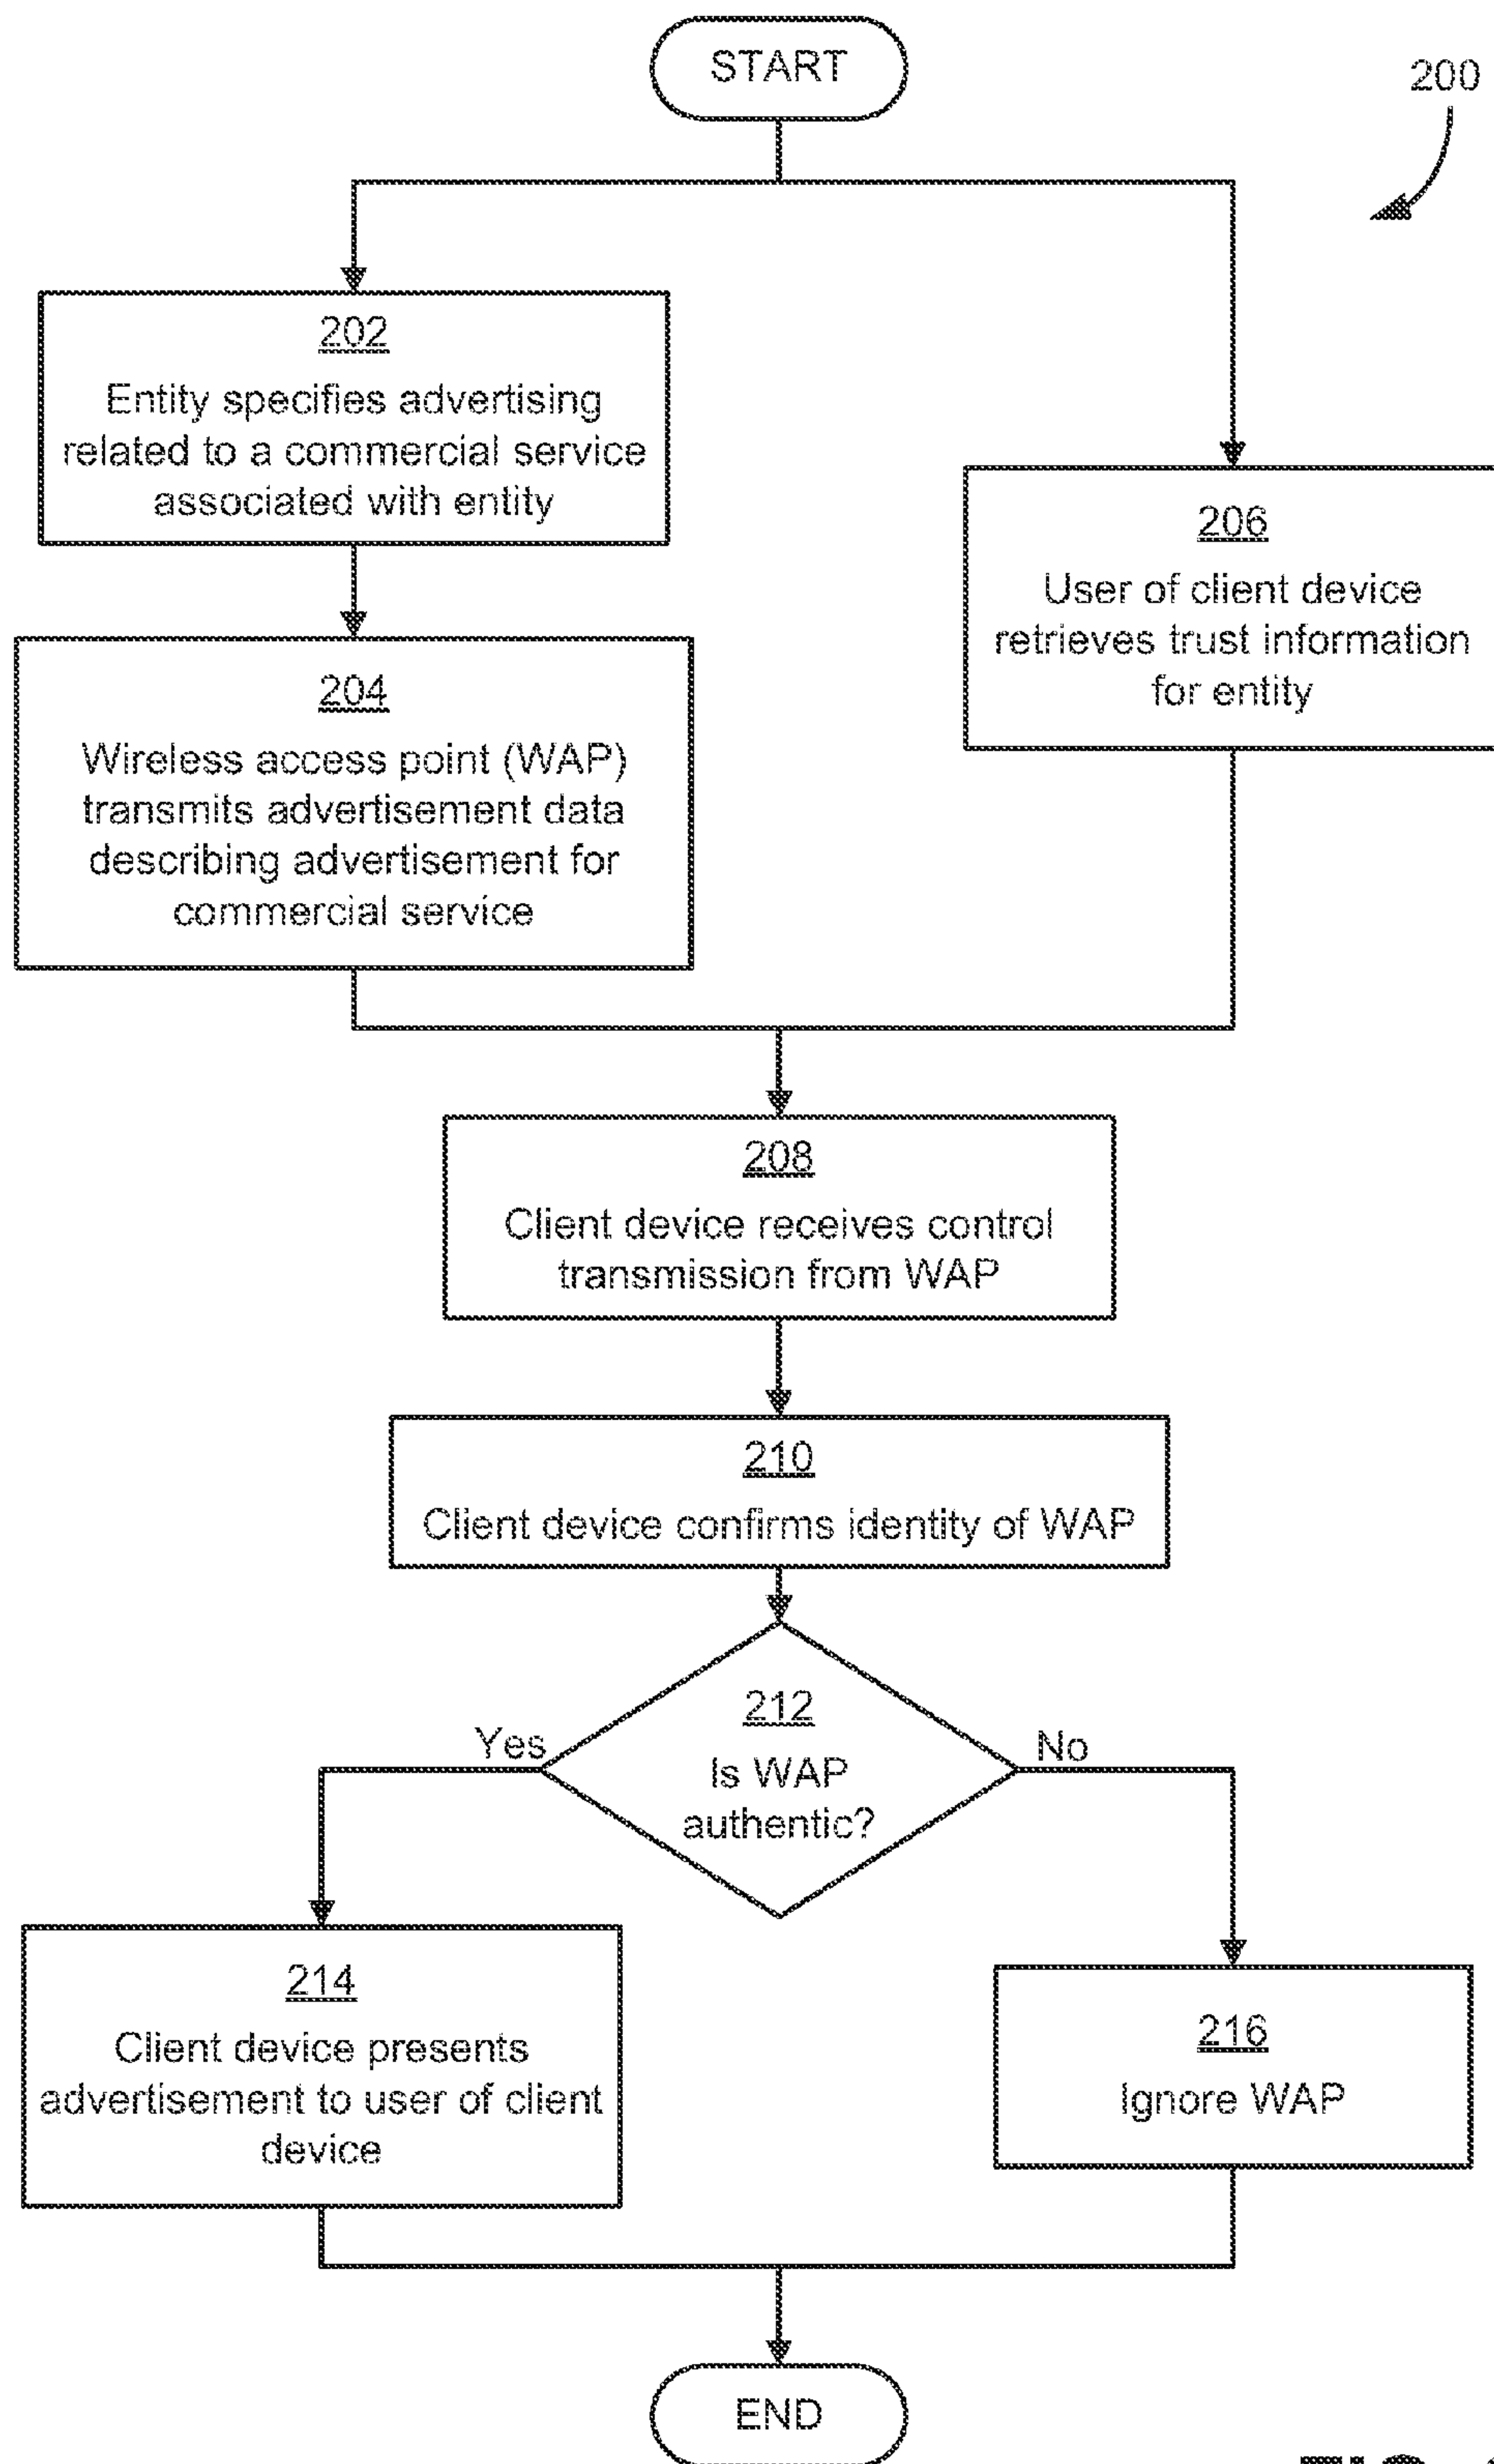 START
200
202
Entity specifies advertising
related to a commercial service
associated with entity
206
User of client device
retrieves trust information
for entity
204
Wireless access point (WAP)
transmits advertisement data
describing advertisement for
commercial service
208
Client device receives control
transmission from WAP
210
Client device confirms identity of WAP
212
Is WAP
authentic?
Yes
No
214
Client device presents
advertisement to user of client
device
216
Ignore WAP
END